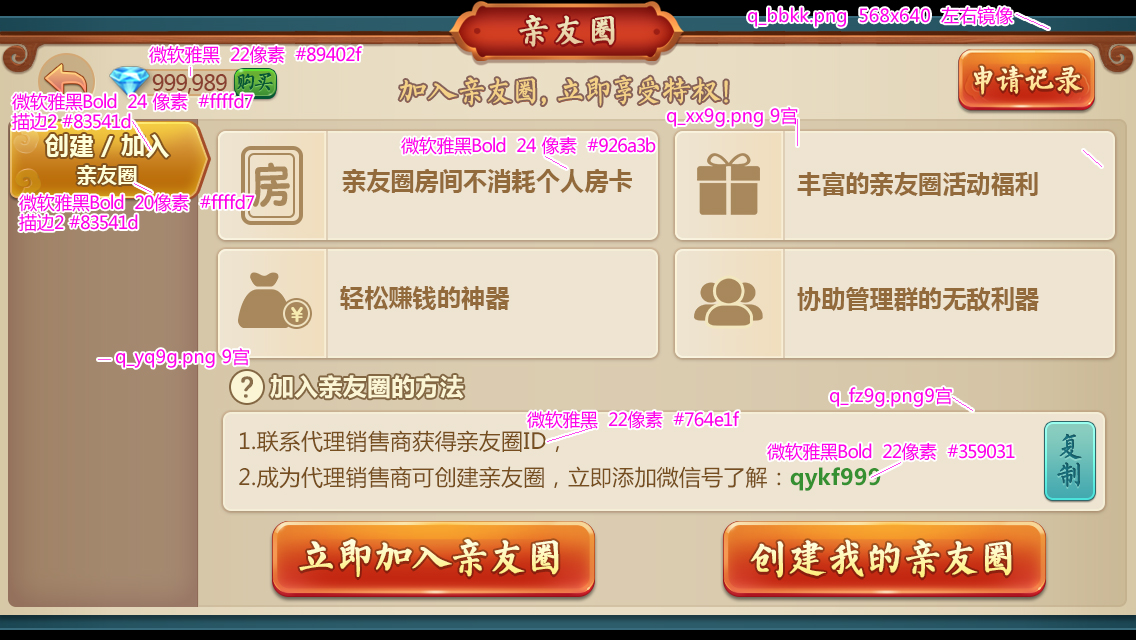 亲友圈
q_bbkk.png 568x640 左右镜像
微软雅黑 22像素 #89402f
999,989 购买
加入亲友圈,立即享受特权!
申请记录
微软雅黑Bold 24 像素 #ffffd7
描边2 #83541d
创建 / 加入
亲友圈
微软雅黑Bold 20像素 #ffffd7
描边2 #83541d
q_xx9g.png 9宫
微软雅黑Bold 24 像素 #926a3b
房
亲友圈房间不消耗个人房卡
丰富的亲友圈活动福利
¥
轻松赚钱的神器
协助管理群的无敌利器
q_yq9g.png 9宫
? 加入亲友圈的方法
q_fz9g.png9宫
微软雅黑 22像素 #764e1f
1.联系代理销售商获得亲友圈ID，
微软雅黑Bold 22像素 #359031
2.成为代理销售商可创建亲友圈，立即添加微信号了解：qykf999
复制
立即加入亲友圈
创建我的亲友圈